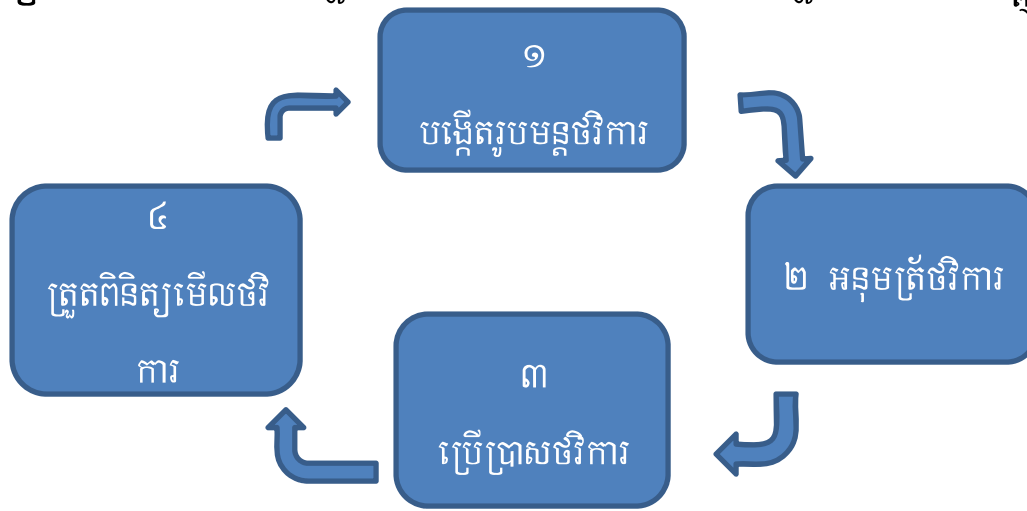 ១
បង្កើតរូបមន្តថវិការ
២ អនុមត្រ័ថវិការ
៣
ប្រើប្រាសថវិការ
៤
ត្រួតពិនិត្យមើលថវិ
ការ